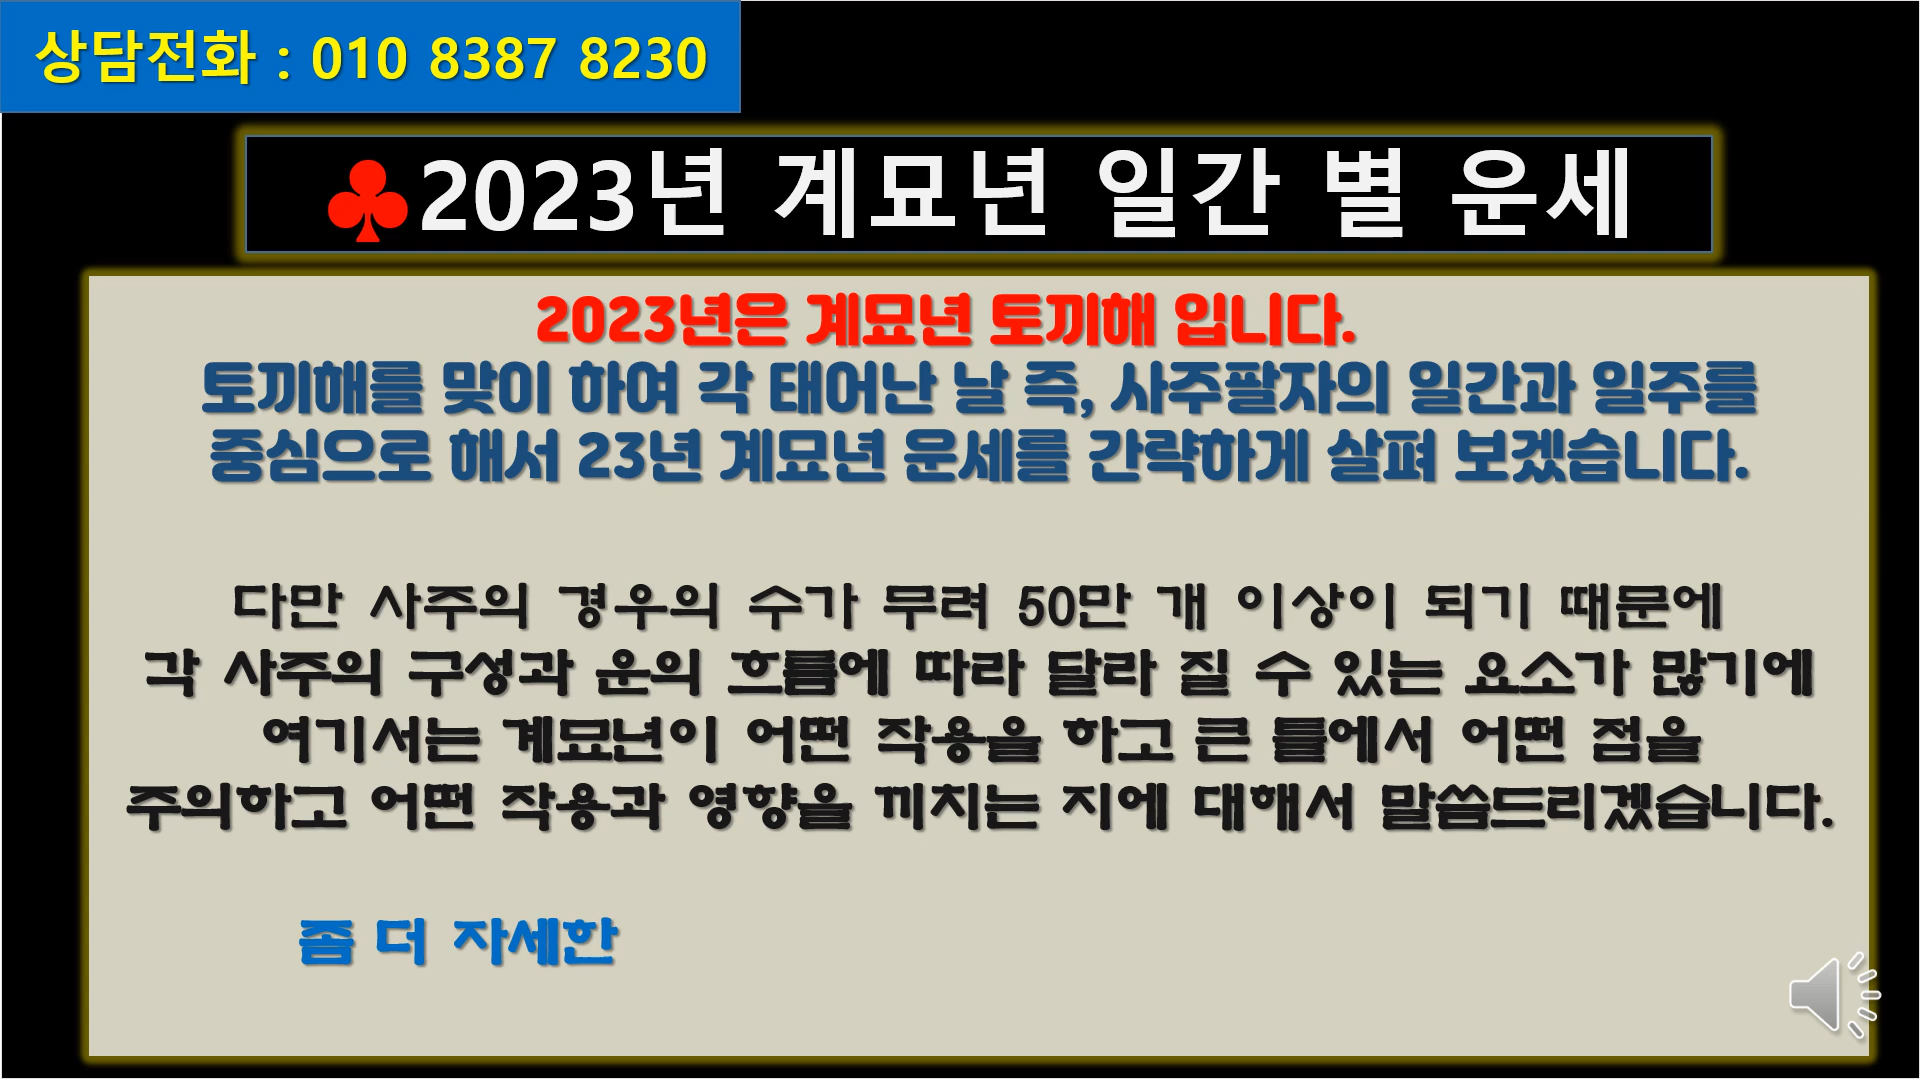 상담전화 : 010 8387 8230
♣2023년 계묘년 일간 별 운세
2023년은 계묘년 토끼해 입니다.
토끼해를 맞이 하여 각 태어난 날 즉, 사주팔자의 일간과 일주를
중심으로 해서 23년 계묘년 운세를 간략하게 살펴 보겠습니다.
다만 사주의 경우의 수가 무려 50만 개 이상이 되기 때문에
각 사주의 구성과 운의 흐름에 따라 달라 질 수 있는 요소가 많기에
여기서는 계묘년이 어떤 작용을 하고 큰 틀에서 어떤 점을
주의하고 어떤 작용과 영향을 끼치는 지에 대해서 말씀드리겠습니다.
좀 더 자세한